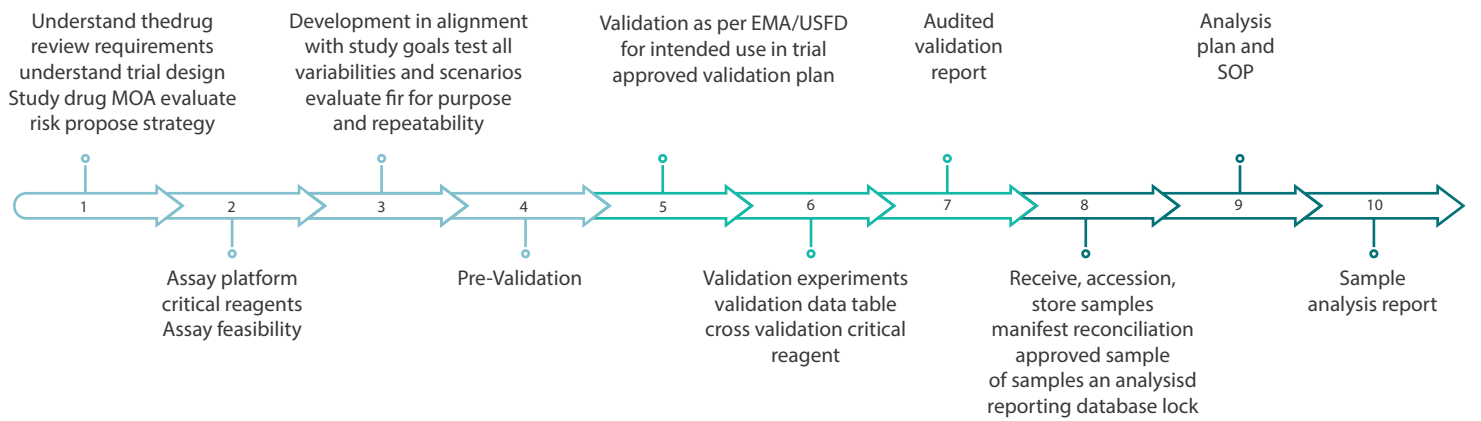 Understand thedrug
review requirements
understand trial design
Study drug MOA evaluate
risk propose strategy
Development in alignment
with study goals test all
variabilities and scenarios
evaluate fir for purpose
and repeatability
Validation as per EMA/USFD
for intended use in trial
approved validation plan
Audited
validation
report
Analysis
plan and
SOP
1
2
3
4
5
6
7
8
9
10
Assay platform
critical reagents
Assay feasibility
Pre-Validation
Validation experiments
validation data table
cross validation critical
reagent
Receive, accession,
store samples
manifest reconciliation
approved sample
of samples an analysisd
reporting database lock
Sample
analysis report